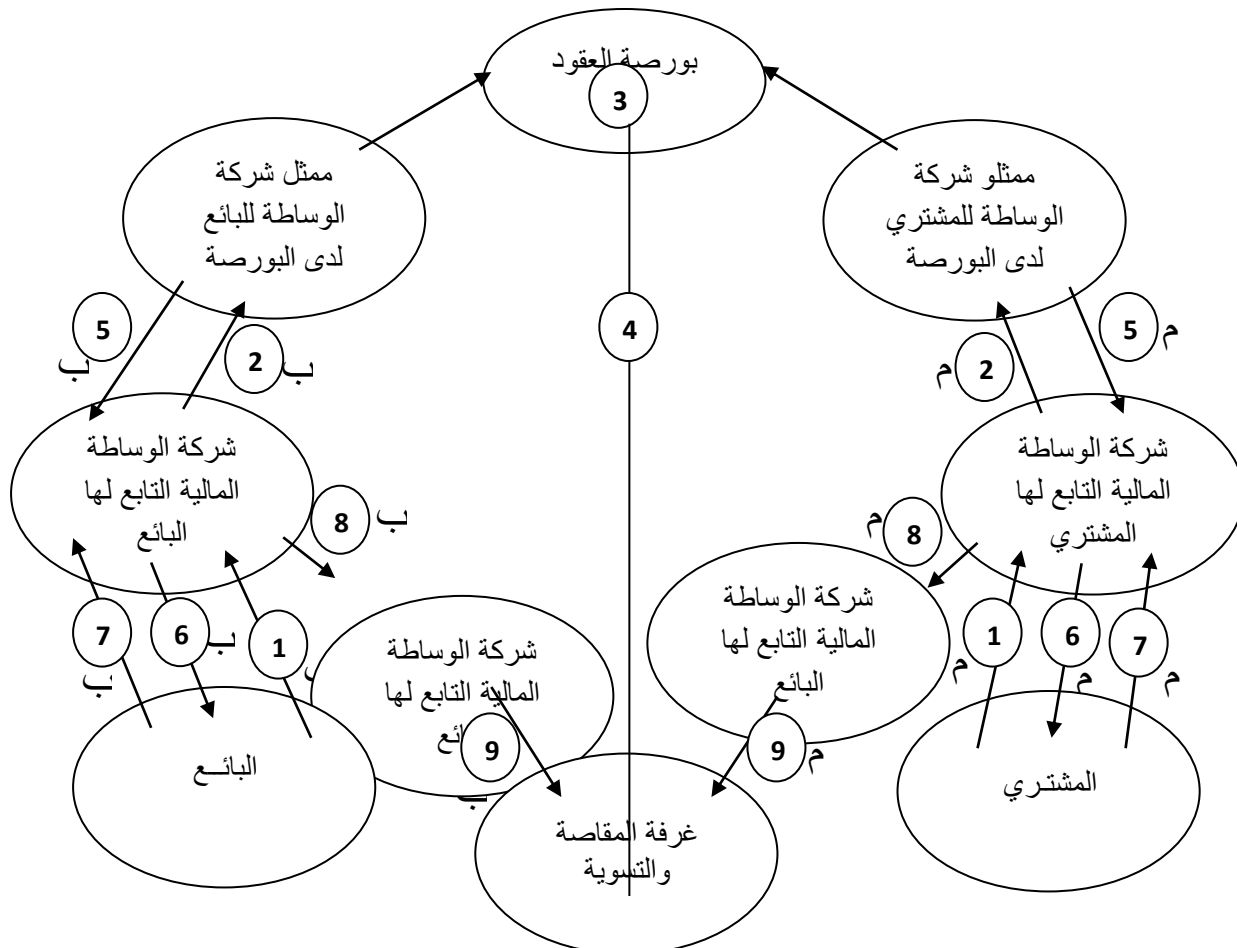 بورصة العقود
3
ممثل شركة
الوساطة للبائع
لدى البورصة
ممثلو شركة
الوساطة للمشتري
لدى البورصة
4
5
ب
2
ب
م
2
5
م
شركة الوساطة
المالية التابع لها
البائع
شركة الوساطة
المالية التابع لها
المشتري
8
ب
م
8
7
ب
6
ب
1
شركة الوساطة
المالية التابع لها
شركة الوساطة
المالية التابع لها
البائع
1
م
6
م
7
م
9
ب
9
م
البائــع
المشتـري
غرفة المقاصة
والتسوية